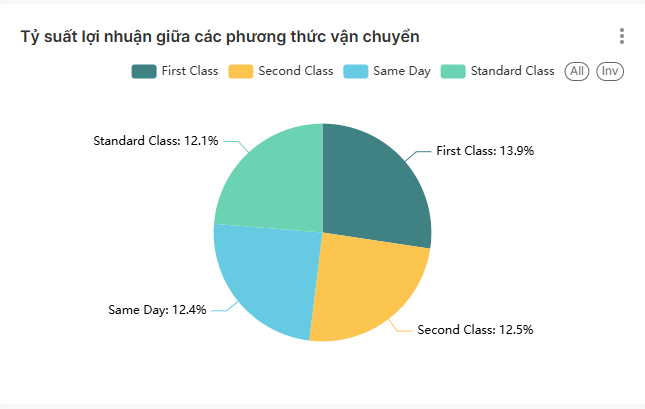 Tỷ suất lợi nhuận giữa các phương thức vận chuyển
First Class Second Class Same Day Standard Class All Inv
Standard Class: 12.1%
First Class: 13.9%
Same Day: 12.4%
Second Class: 12.5%